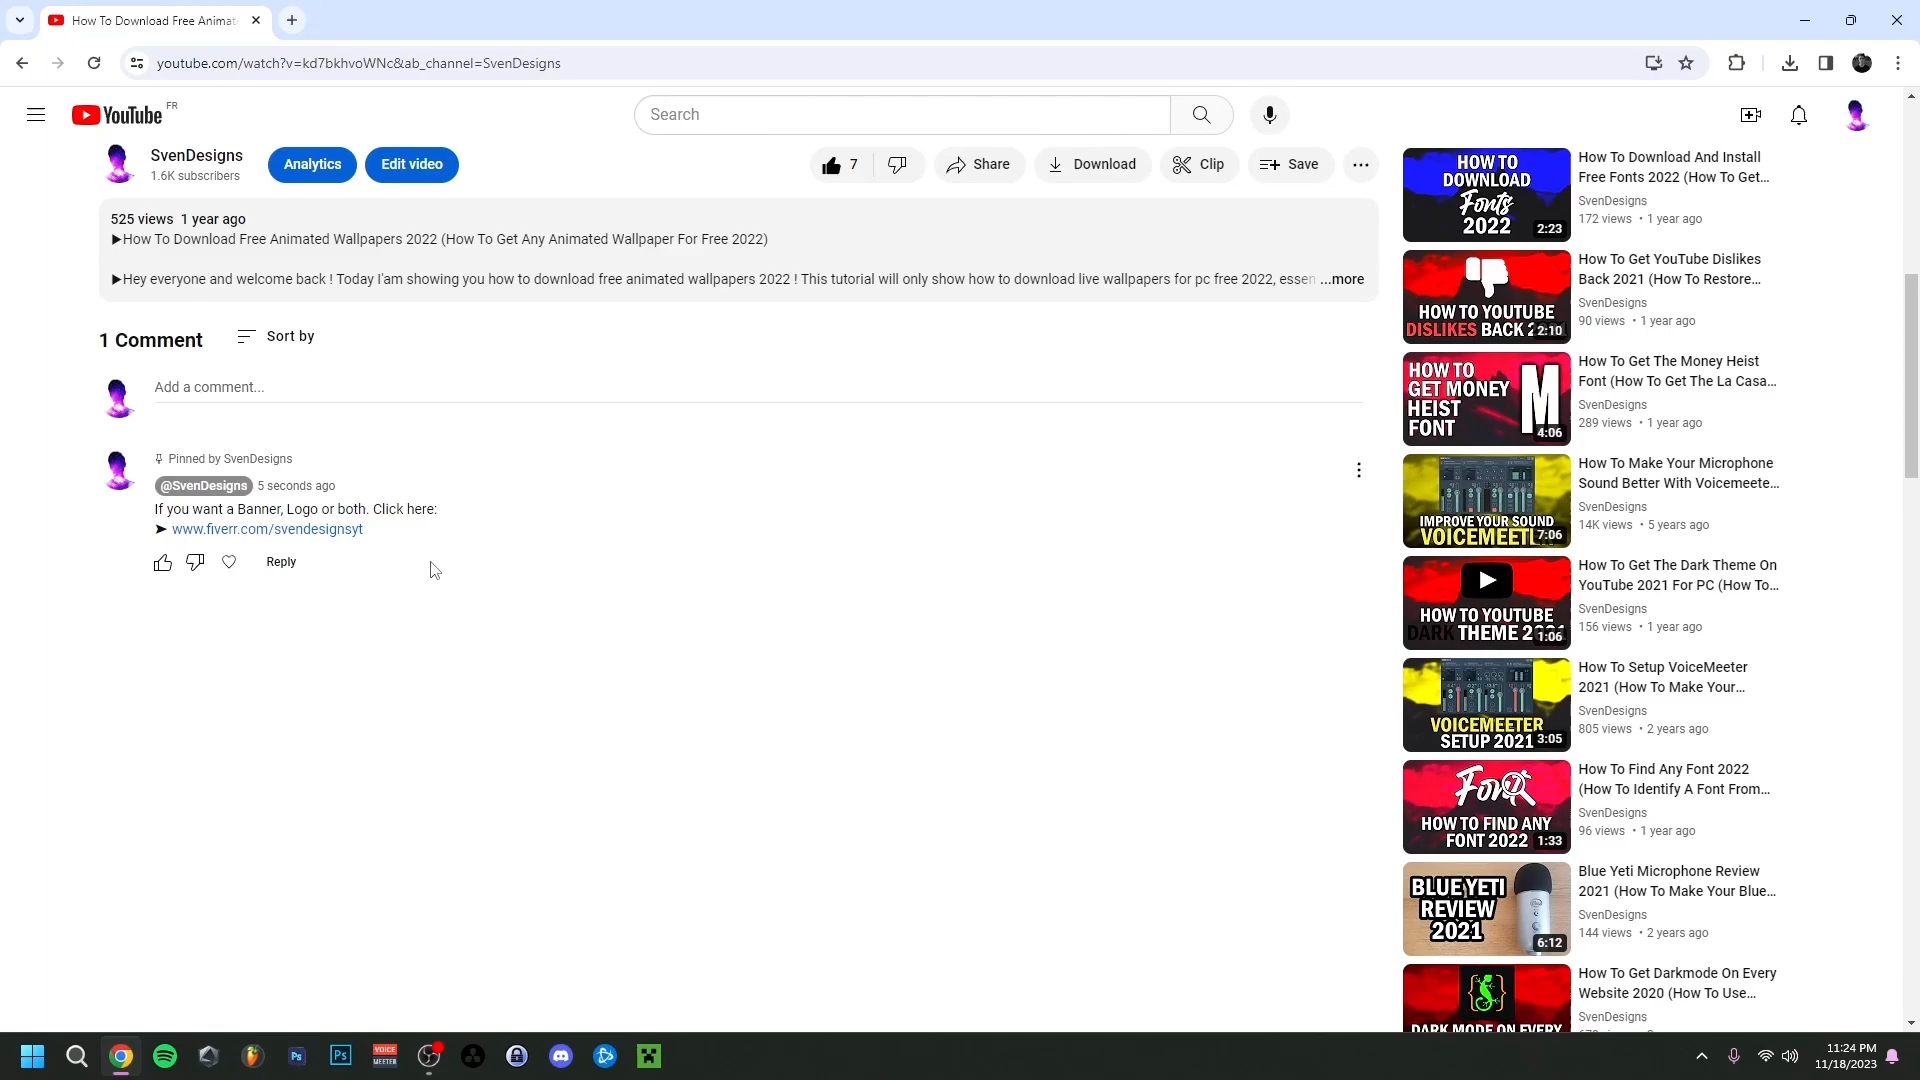 How To Download Free Animat
youtube.com/watch?v=kd7bkhvoWNc&ab_channel=SvenDesigns
YouTube FR
Search
SvenDesigns
1.6K subscribers
Analytics
Edit video
7
Share
Download
Clip
Save
525 views 1 year ago
▶How To Download Free Animated Wallpapers 2022 (How To Get Any Animated Wallpaper For Free 2022)
▶Hey everyone and welcome back ! Today I'am showing you how to download free animated wallpapers 2022 ! This tutorial will only show how to download live wallpapers for pc free 2022, essen ...more
1 Comment
Sort by
Add a comment...
Pinned by SvenDesigns
@SvenDesigns 5 seconds ago
If you want a Banner, Logo or both. Click here:
➤ www.fiverr.com/svendesignsyt
Reply
HOW TO
DOWNLOAD
Fonts
2022
2:23
How To Download And Install
Free Fonts 2022 (How To Get...
SvenDesigns
172 views • 1 year ago
HOW TO YOUTUBE
DISLIKES BACK 2
2:10
How To Get YouTube Dislikes
Back 2021 (How To Restore...
SvenDesigns
90 views • 1 year ago
HOW TO
GET MONEY
HEIST
FONT
M
4:06
How To Get The Money Heist
Font (How To Get The La Casa...
SvenDesigns
289 views • 1 year ago
IMPROVE YOUR SOUND
VOICEMEET
7:06
How To Make Your Microphone
Sound Better With Voicemeete...
SvenDesigns
14K views • 5 years ago
HOW TO YOUTUBE
DARK THEME 2021
1:06
How To Get The Dark Theme On
YouTube 2021 For PC (How To...
SvenDesigns
156 views • 1 year ago
VOICEMEETER
SETUP 2021
3:05
How To Setup VoiceMeeter
2021 (How To Make Your...
SvenDesigns
805 views • 2 years ago
Font
HOW TO FIND ANY
FONT 2022
1:33
How To Find Any Font 2022
(How To Identify A Font From...
SvenDesigns
96 views • 1 year ago
BLUE YETI
REVIEW
2021
6:12
Blue Yeti Microphone Review
2021 (How To Make Your Blue...
SvenDesigns
144 views • 2 years ago
DARK MODE ON EVERY
How To Get Darkmode On Every
Website 2020 (How To Use...
SvenDesigns
Ps
Ps
VOICE
MEETER
11:24 PM
11/18/2023